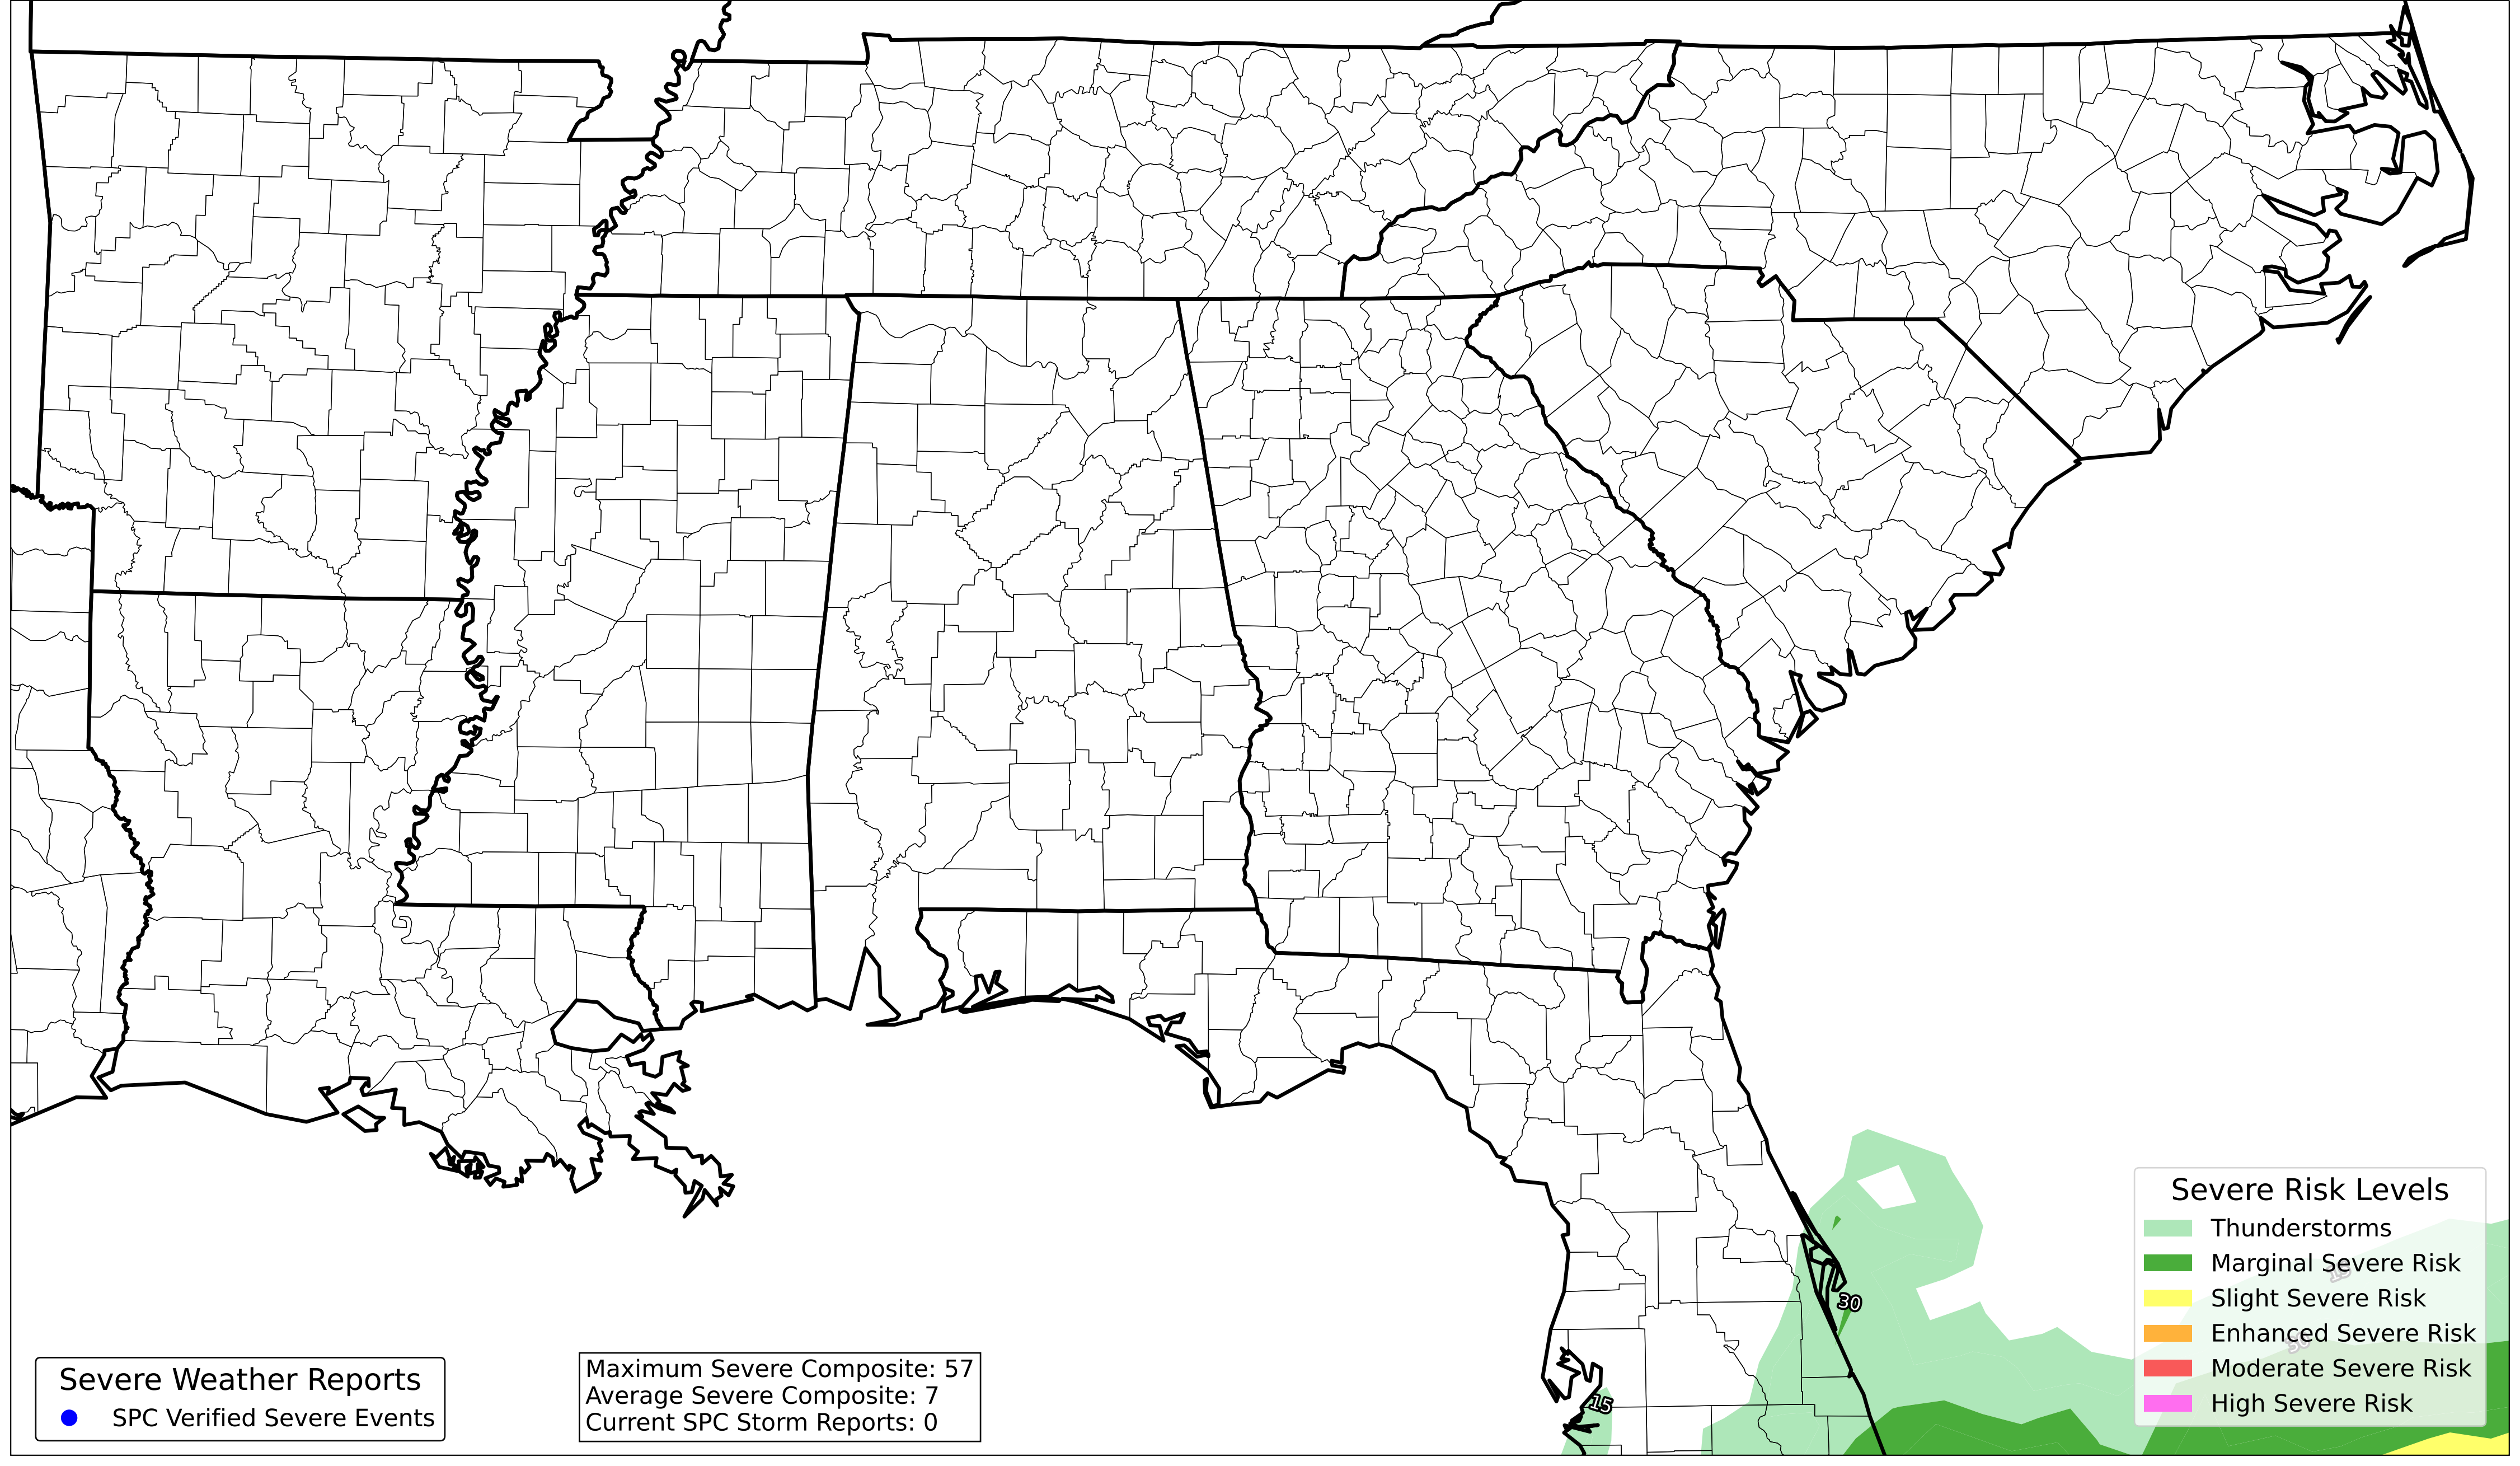 30
15
15
30
Severe Risk Levels
Thunderstorms
Marginal Severe Risk
Slight Severe Risk
Enhanced Severe Risk
Moderate Severe Risk
High Severe Risk
Severe Weather Reports
SPC Verified Severe Events
Maximum Severe Composite: 57
Average Severe Composite: 7
Current SPC Storm Reports: 0